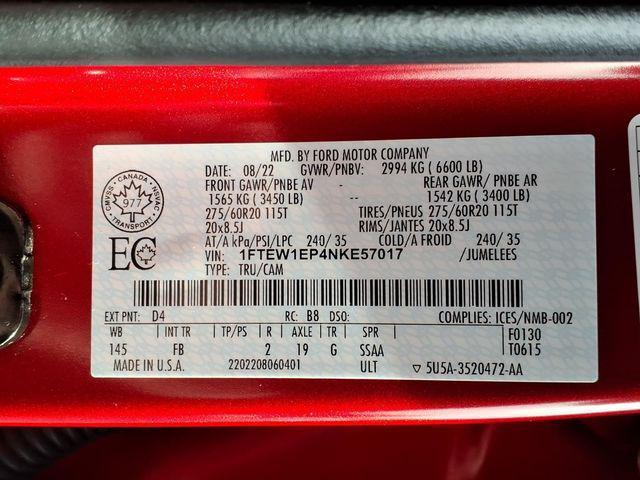 MFD. BY FORD MOTOR COMPANY
DATE: 08/22 GVWR/PNBV: 2994 KG ( 6600 LB)
FRONT GAWR/PNBE AV - REAR GAWR/ PNBE AR
1565 KG ( 3450 LB) -- 1542 KG ( 3400 LB)
275/60R20 115T TIRES/PNEUS 275/60R20 115T
20x8.5J RIMS/JANTES 20x8.5J
AT/A kPa/PSI/LPC 240/ 35 COLD/A FROID 240/ 35
VIN: 1FTEW1EP4NKE57017 /JUMELEES
TYPE: TRU/CAM
CANADA
CMVSS NSVAC
977
TRANSPORT
EC
EXT PNT: D4 RC: B8 DSO: COMPLIES: ICES/NMB-002
WB INT TR TP/PS R AXLE TR SPR F0130
145 FB 2 19 G SSAA T0615
MADE IN U.S.A. 2202208060401 ULT ▽ 5U5A-3520472-AA